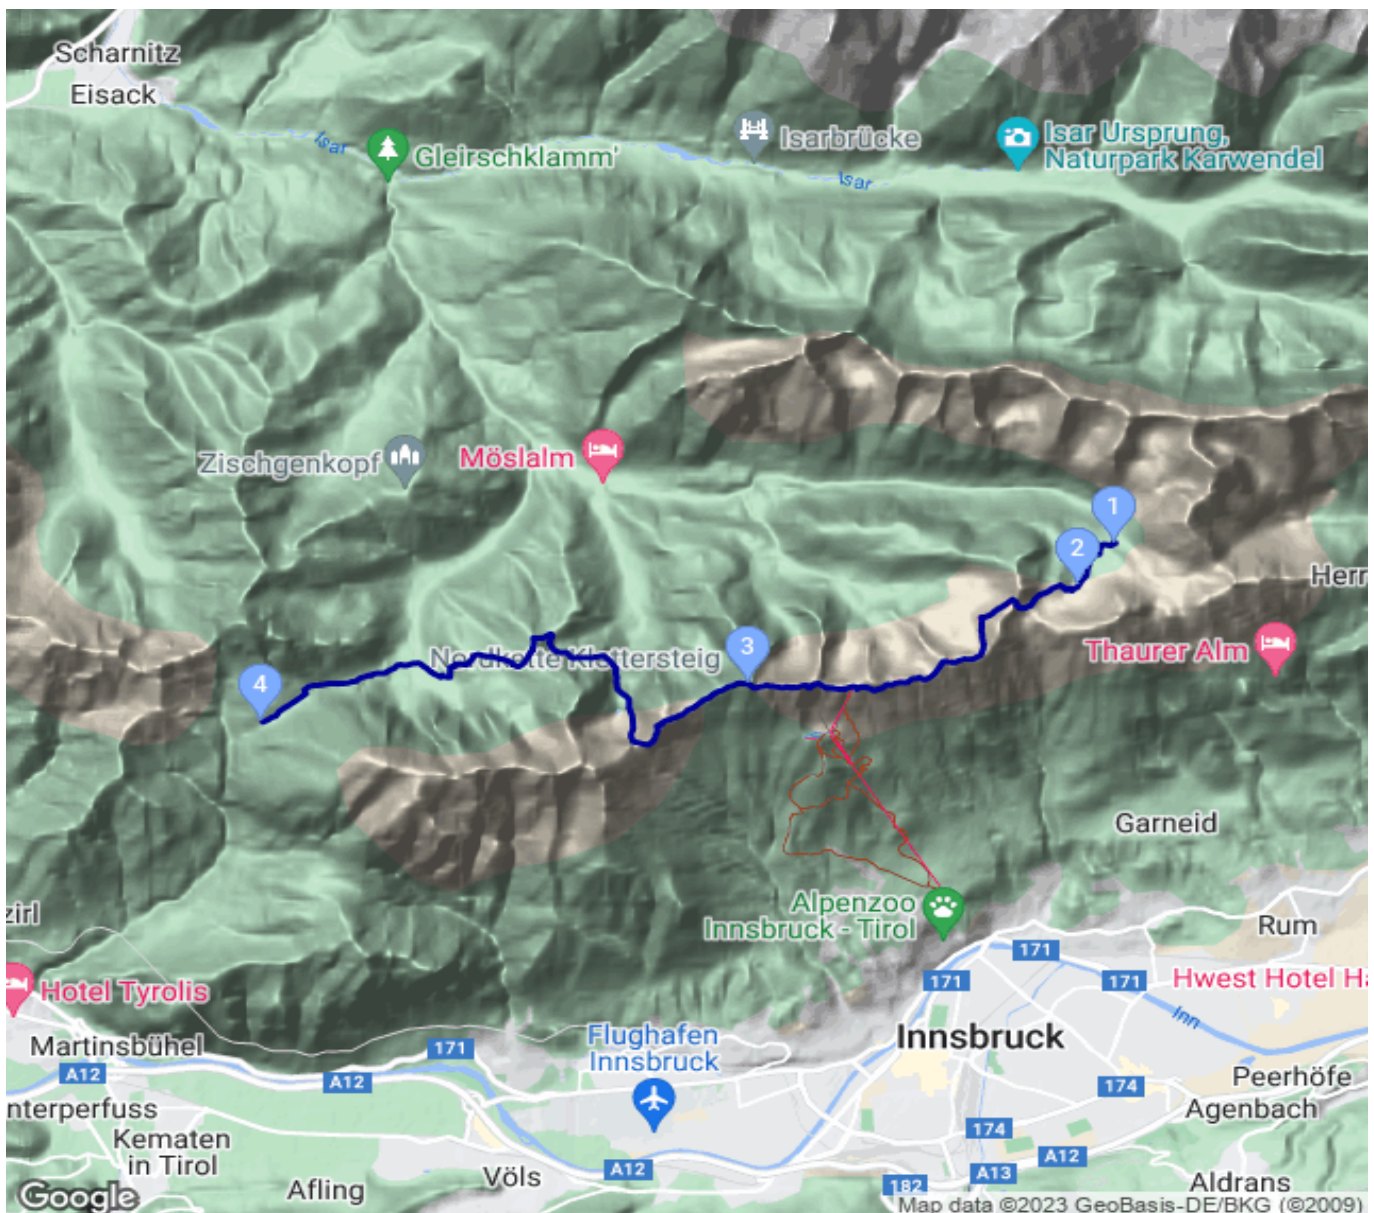 Scharnitz
Eisack
Isar
Gleirschklamm'
Isarbrücke
Isar Ursprung,
Naturpark Karwendel
Isar
Zischgenkopf
Möslalm
1
2
Herr
Nordkette Klettersteig
3
Thaurer Alm
4
Garneid
Alpenzoo
Innsbruck - Tirol
zirl
Rum
171
171
171
Hwest Hotel Ha
Hotel Tyrolis
Inn
Flughafen
Innsbruck
Innsbruck
Martinsbühel
171
A12
A12
174
Peerhöfe
nterperfuss
Agenbach
Kematen
in Tirol
174
A12
A12
A13
Völs
Afling
182
Aldrans
Google
Map data ©2023 GeoBasis-DE/BKG (©2009)